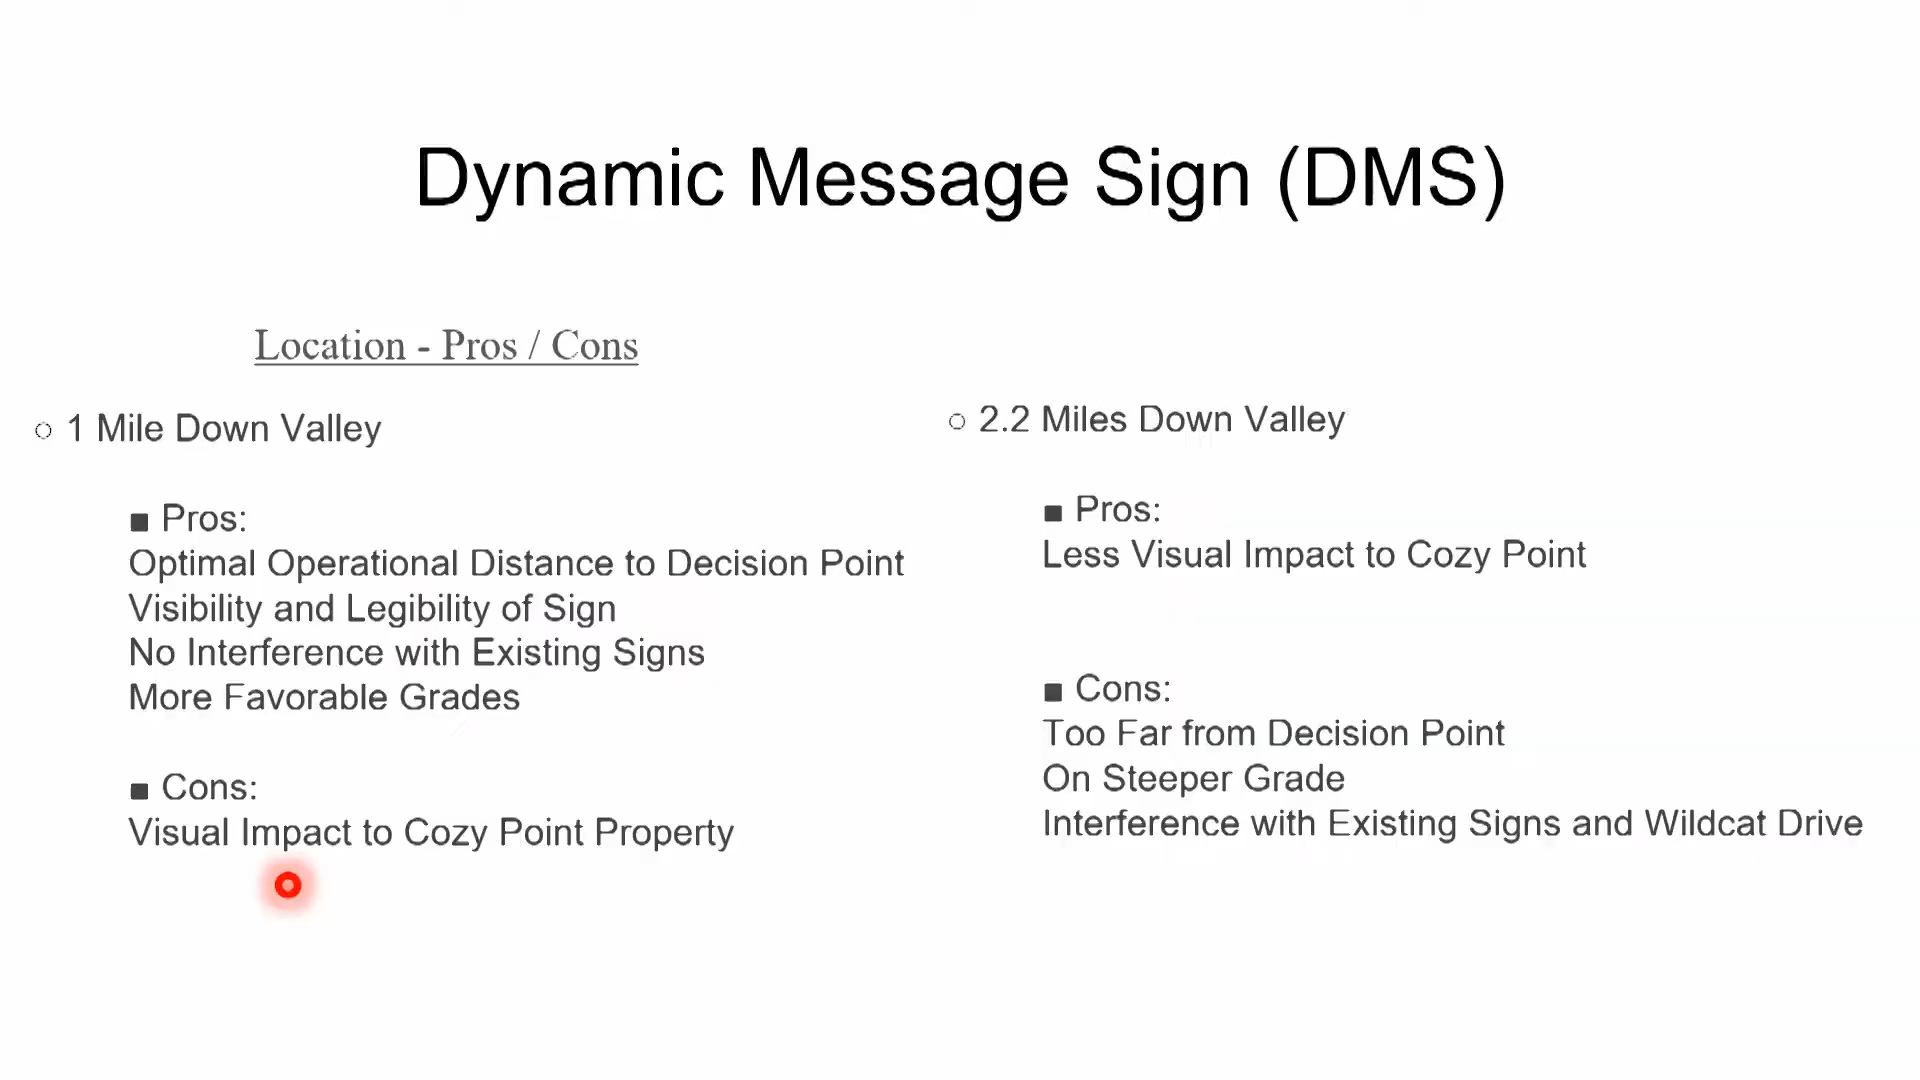 Dynamic Message Sign (DMS)
Location - Pros / Cons
○ 1 Mile Down Valley
■ Pros:
Optimal Operational Distance to Decision Point
Visibility and Legibility of Sign
No Interference with Existing Signs
More Favorable Grades
■ Cons:
Visual Impact to Cozy Point Property
○ 2.2 Miles Down Valley
■ Pros:
Less Visual Impact to Cozy Point
■ Cons:
Too Far from Decision Point
On Steeper Grade
Interference with Existing Signs and Wildcat Drive